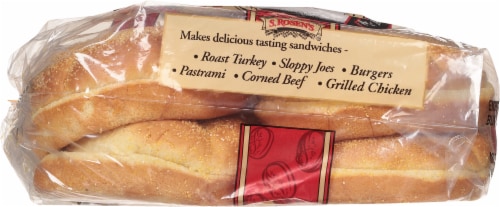 S. ROSEN'S
Makes delicious tasting sandwiches -
• Roast Turkey • Sloppy Joes • Burgers
• Pastrami • Corned Beef • Grilled Chicken